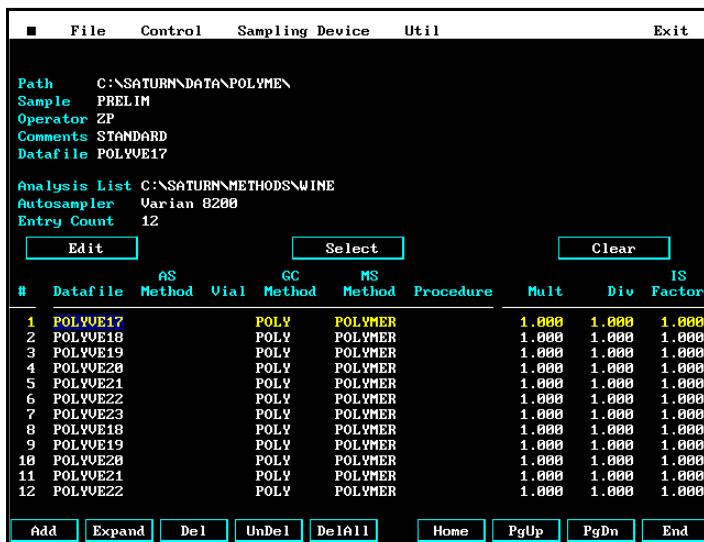 ■ File Control Sampling Device Util Exit
Path C:\SATURN\DATA\POLYME\
Sample PRELIM
Operator ZP
Comments STANDARD
Datafile POLYVE17
Analysis List C:\SATURN\METHODS\WINE
Autosampler Varian 8200
Entry Count 12
Edit Select Clear
AS GC MS IS
# Datafile Method Vial Method Method Procedure Mult Div Factor
1 POLYVE17 POLY POLYMER 1.000 1.000 1.000
2 POLYVE18 POLY POLYMER 1.000 1.000 1.000
3 POLYVE19 POLY POLYMER 1.000 1.000 1.000
4 POLYVE20 POLY POLYMER 1.000 1.000 1.000
5 POLYVE21 POLY POLYMER 1.000 1.000 1.000
6 POLYVE22 POLY POLYMER 1.000 1.000 1.000
7 POLYVE23 POLY POLYMER 1.000 1.000 1.000
8 POLYVE18 POLY POLYMER 1.000 1.000 1.000
9 POLYVE19 POLY POLYMER 1.000 1.000 1.000
10 POLYVE20 POLY POLYMER 1.000 1.000 1.000
11 POLYVE21 POLY POLYMER 1.000 1.000 1.000
12 POLYVE22 POLY POLYMER 1.000 1.000 1.000
Add Expand Del UnDel DelAll Home PgUp PgDn End